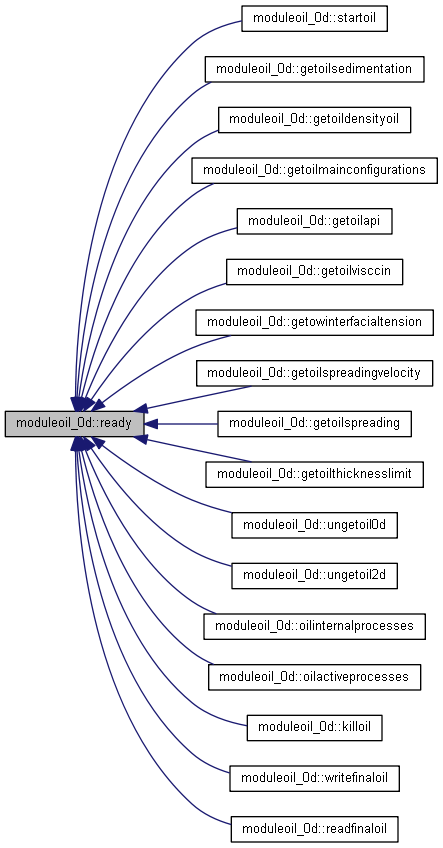 moduleoil_0d::startoil
moduleoil_0d::getoilsedimentation
moduleoil_0d::getoildensityoil
moduleoil_0d::getoilmainconfigurations
moduleoil_0d::getoilapi
moduleoil_0d::getoilvisccin
moduleoil_0d::getowinterfacialtension
moduleoil_0d::getoilspreadingvelocity
moduleoil_0d::ready
moduleoil_0d::getoilspreading
moduleoil_0d::getoilthicknesslimit
moduleoil_0d::ungetoil0d
moduleoil_0d::ungetoil2d
moduleoil_0d::oilinternalprocesses
moduleoil_0d::oilactiveprocesses
moduleoil_0d::killoil
moduleoil_0d::writefinaloil
moduleoil_0d::readfinaloil